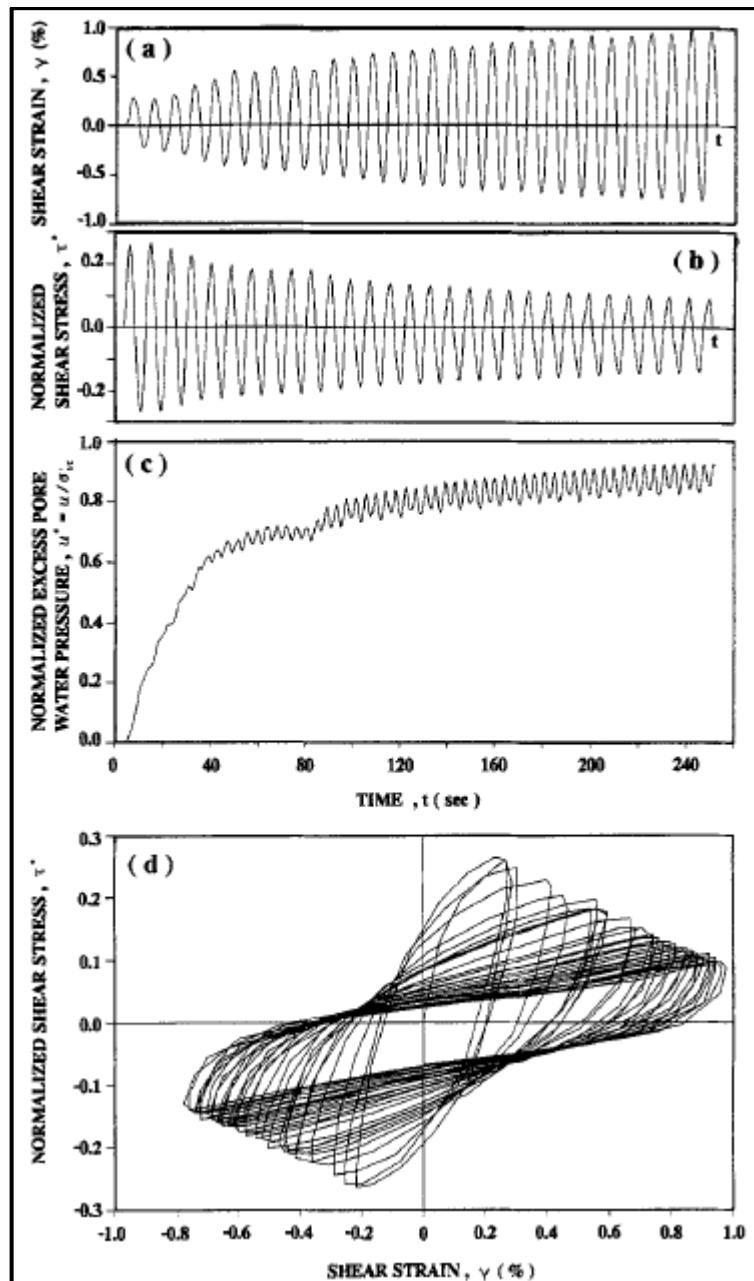 (a)
SHEAR STRAIN, γ (%)
1.0
0.5
0.0
-0.5
-1.0
t
(b)
NORMALIZED
SHEAR STRESS, τ*
0.2
0.0
-0.2
t
(c)
NORMALIZED EXCESS PORE
WATER PRESSURE, u* = u/σ'vc
1.0
0.8
0.6
0.4
0.2
0.0
0 40 80 120 160 200 240
TIME, t (sec)
(d)
NORMALIZED SHEAR STRESS, τ*
0.3
0.2
0.1
0.0
-0.1
-0.2
-0.3
-1.0 -0.8 -0.6 -0.4 -0.2 0 0.2 0.4 0.6 0.8 1.0
SHEAR STRAIN, γ (%)